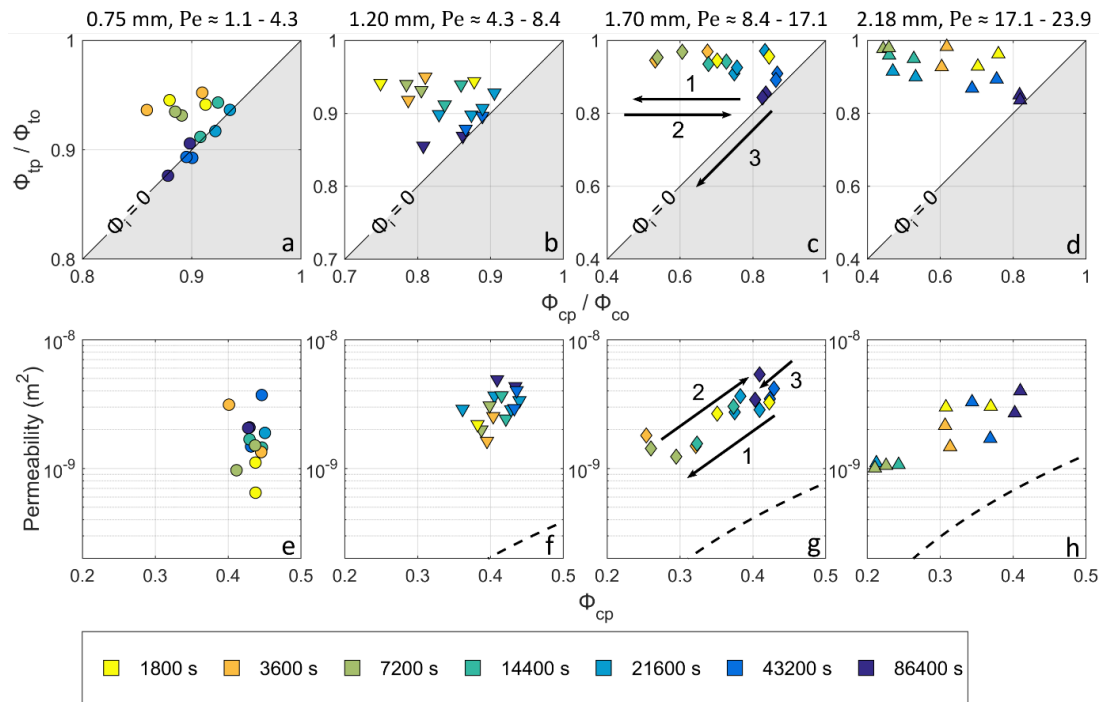 0.75 mm, Pe ≈ 1.1 - 4.3
1.20 mm, Pe ≈ 4.3 - 8.4
1.70 mm, Pe ≈ 8.4 - 17.1
2.18 mm, Pe ≈ 17.1 - 23.9
Φtp / Φto
1
0.9
0.8
0.8
0.9
1
Φi = 0
a
1
0.9
0.8
0.7
0.7
0.8
0.9
1
Φi = 0
b
1
0.8
0.6
0.4
0.4
0.6
0.8
1
1
2
3
Φi = 0
c
1
0.8
0.6
0.4
0.4
0.6
0.8
1
Φi = 0
d
Φcp / Φco
Permeability (m²)
10⁻⁸
10⁻⁹
0.2
0.3
0.4
0.5
e
10⁻⁸
10⁻⁹
0.2
0.3
0.4
0.5
f
10⁻⁸
10⁻⁹
0.2
0.3
0.4
0.5
2
3
1
g
10⁻⁸
10⁻⁹
0.2
0.3
0.4
0.5
h
Φcp
1800 s 3600 s 7200 s 14400 s 21600 s 43200 s 86400 s